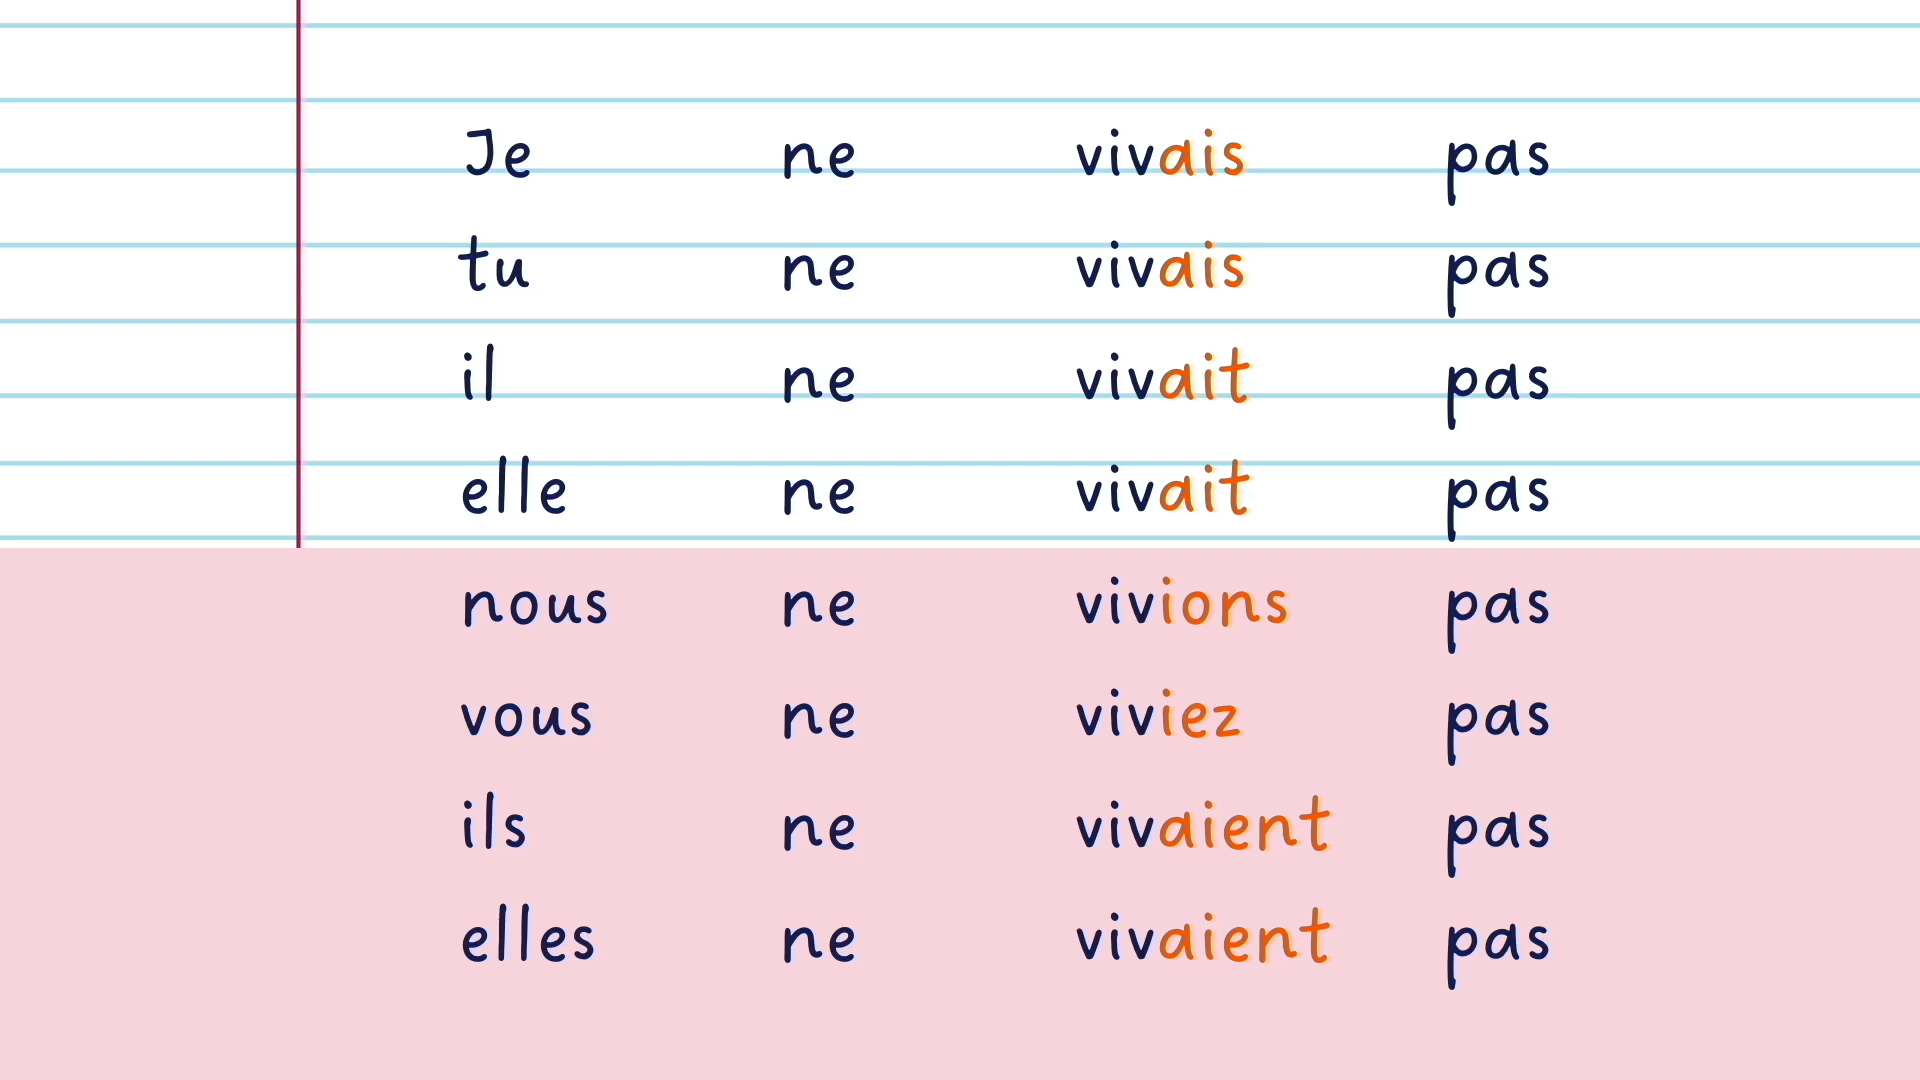 Je ne vivais pas
tu ne vivais pas
il ne vivait pas
elle ne vivait pas
nous ne vivions pas
vous ne viviez pas
ils ne vivaient pas
elles ne vivaient pas